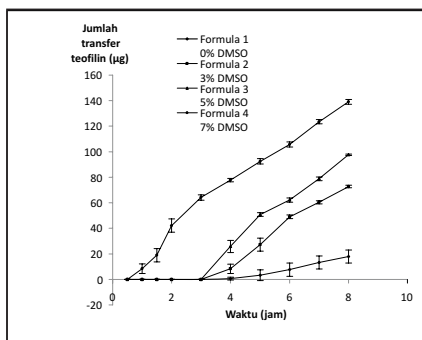 Jumlah
transfer
teofilin (µg)
Formula 1
0% DMSO
Formula 2
3% DMSO
Formula 3
5% DMSO
Formula 4
7% DMSO
160
140
120
100
80
60
40
20
0
-20
0
2
4
6
8
10
Waktu (jam)